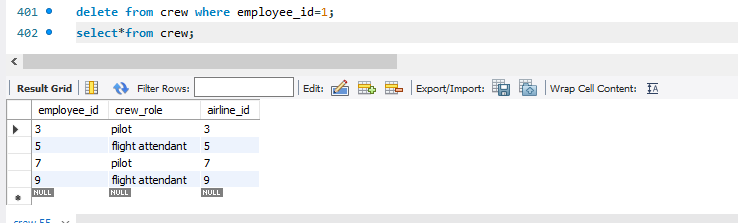 401 delete from crew where employee_id=1;
402 select*from crew;
Result Grid Filter Rows: Edit: Export/Import: Wrap Cell Content:
employee_id crew_role airline_id
3 pilot 3
5 flight attendant 5
7 pilot 7
9 flight attendant 9
NULL NULL NULL
crew 55